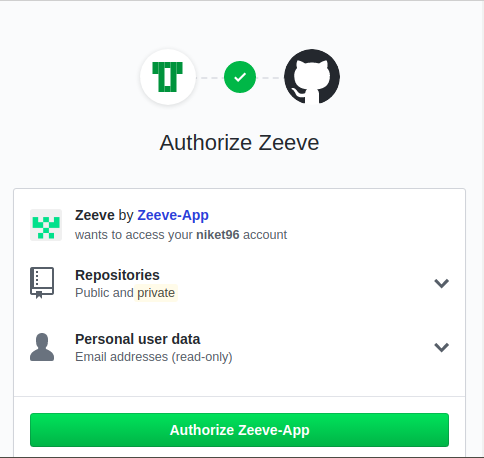 Authorize Zeeve
Zeeve by Zeeve-App
wants to access your niket96 account
Repositories
Public and private
Personal user data
Email addresses (read-only)
Authorize Zeeve-App